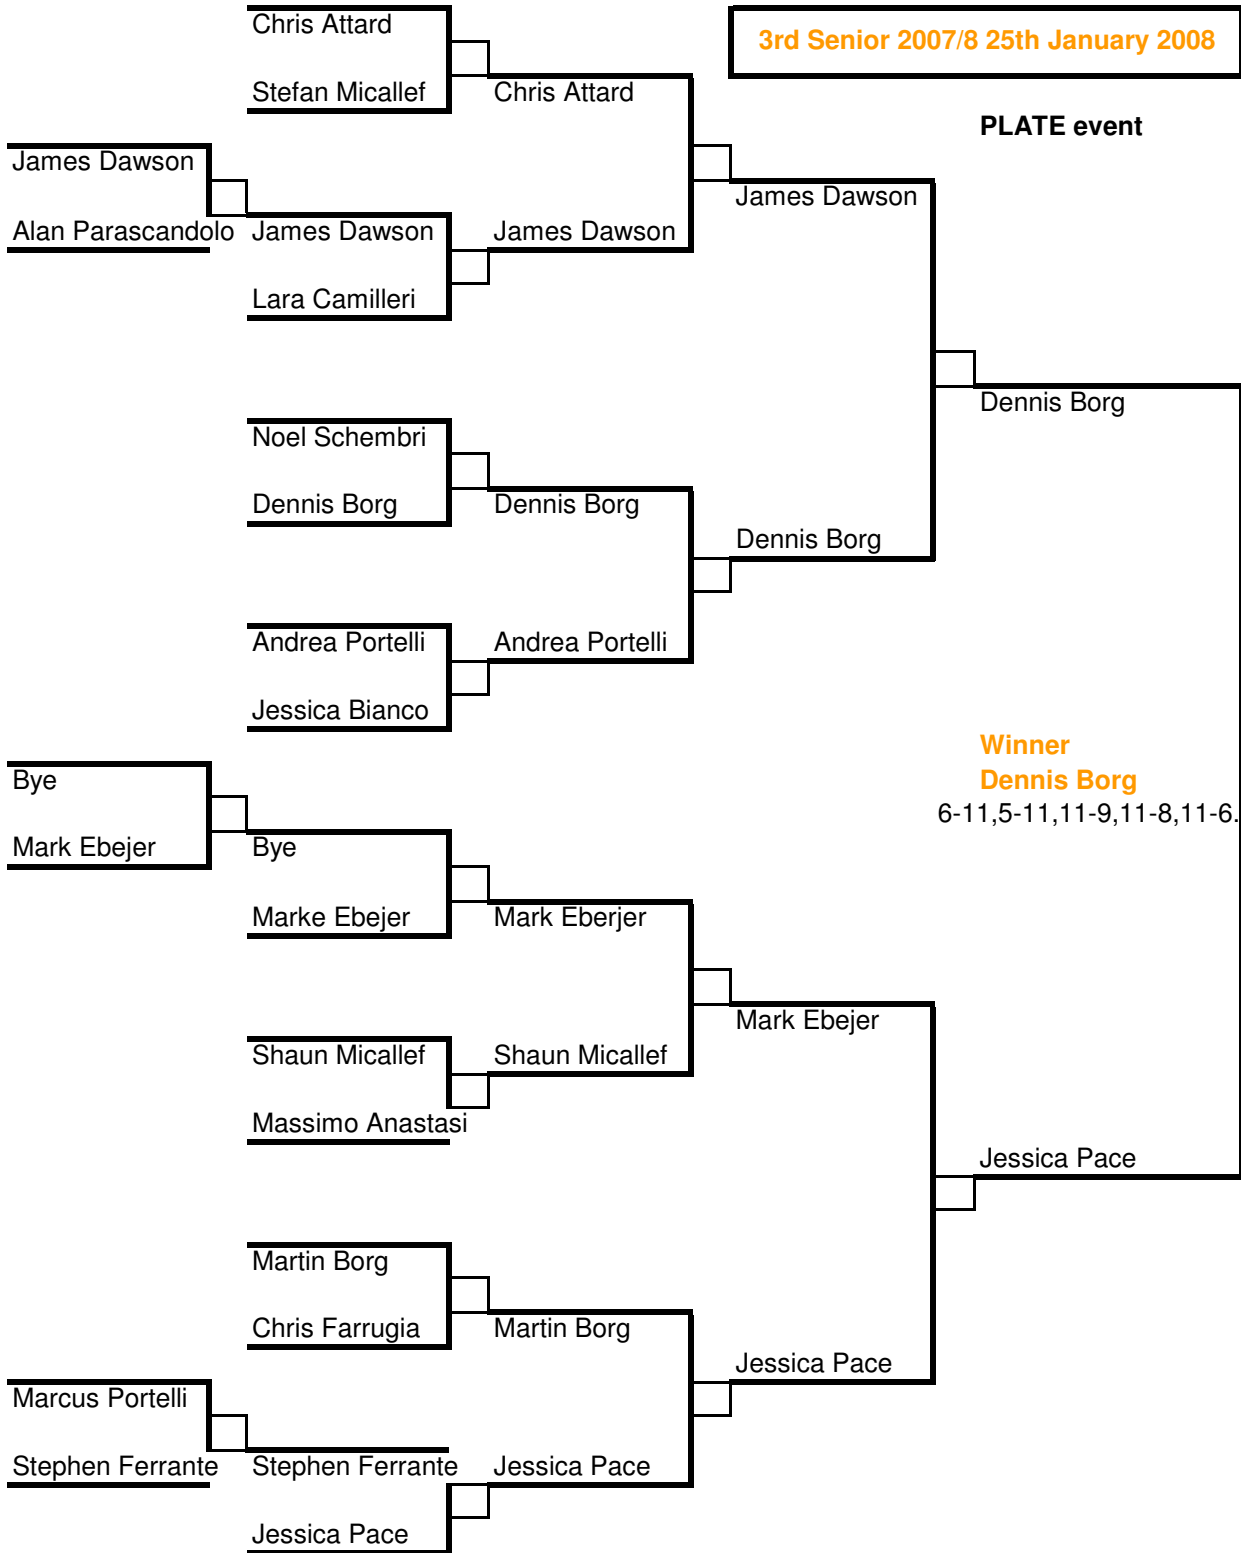 Chris Attard
3rd Senior 2007/8 25th January 2008
Stefan Micallef
Chris Attard
PLATE event
James Dawson
James Dawson
Alan Parascandolo
James Dawson
James Dawson
Lara Camilleri
Dennis Borg
Noel Schembri
Dennis Borg
Dennis Borg
Dennis Borg
Andrea Portelli
Andrea Portelli
Jessica Bianco
Winner
Bye
Dennis Borg
6-11,5-11,11-9,11-8,11-6.
Mark Ebejer
Bye
Marke Ebejer
Mark Eberjer
Mark Ebejer
Shaun Micallef
Shaun Micallef
Massimo Anastasi
Jessica Pace
Martin Borg
Chris Farrugia
Martin Borg
Jessica Pace
Marcus Portelli
Stephen Ferrante
Stephen Ferrante
Jessica Pace
Jessica Pace